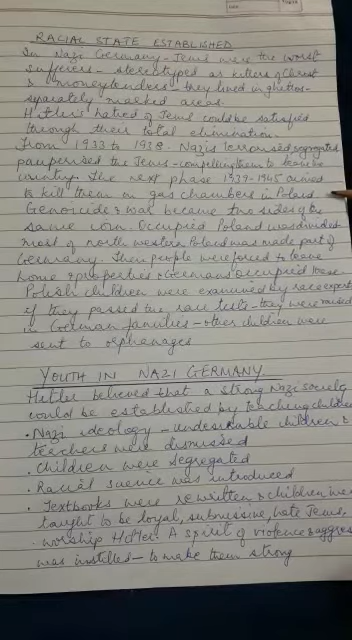 RACIAL STATE ESTABLISHED
In Nazi Germany - Jews were the worst
sufferers - stereotyped as killers of Christ
& moneylenders - they lived in ghettos -
separately - marked areas.
Hitler's hatred of Jews could be satisfied
through their total elimination.
From 1933 to 1938 - Nazis terrorised, segregated
pauperised the Jews - compelling them to leave the
country. The next phase 1939-1945 aimed
to kill them in gas chambers in Poland.
Genocide & war became two sides of the
same coin. Occupied Poland was divided
most of north western Poland was made part of
Germany. Then people were forced to leave
home & properties & Germans occupied these.
Polish children were examined by race expert
if they passed the race tests - they were raised
in German families - other children were
sent to orphanages
YOUTH IN NAZI GERMANY
Hitler believed that a strong Nazi society
could be established by teaching children
. Nazi ideology - undesirable children &
teachers were dismissed
. Children were segregated
. Racial science was introduced
. Textbooks were rewritten & children were
taught to be loyal, submissive, hate Jews,
. worship Hitler. A spirit of violence & aggres
was instilled - to make them strong